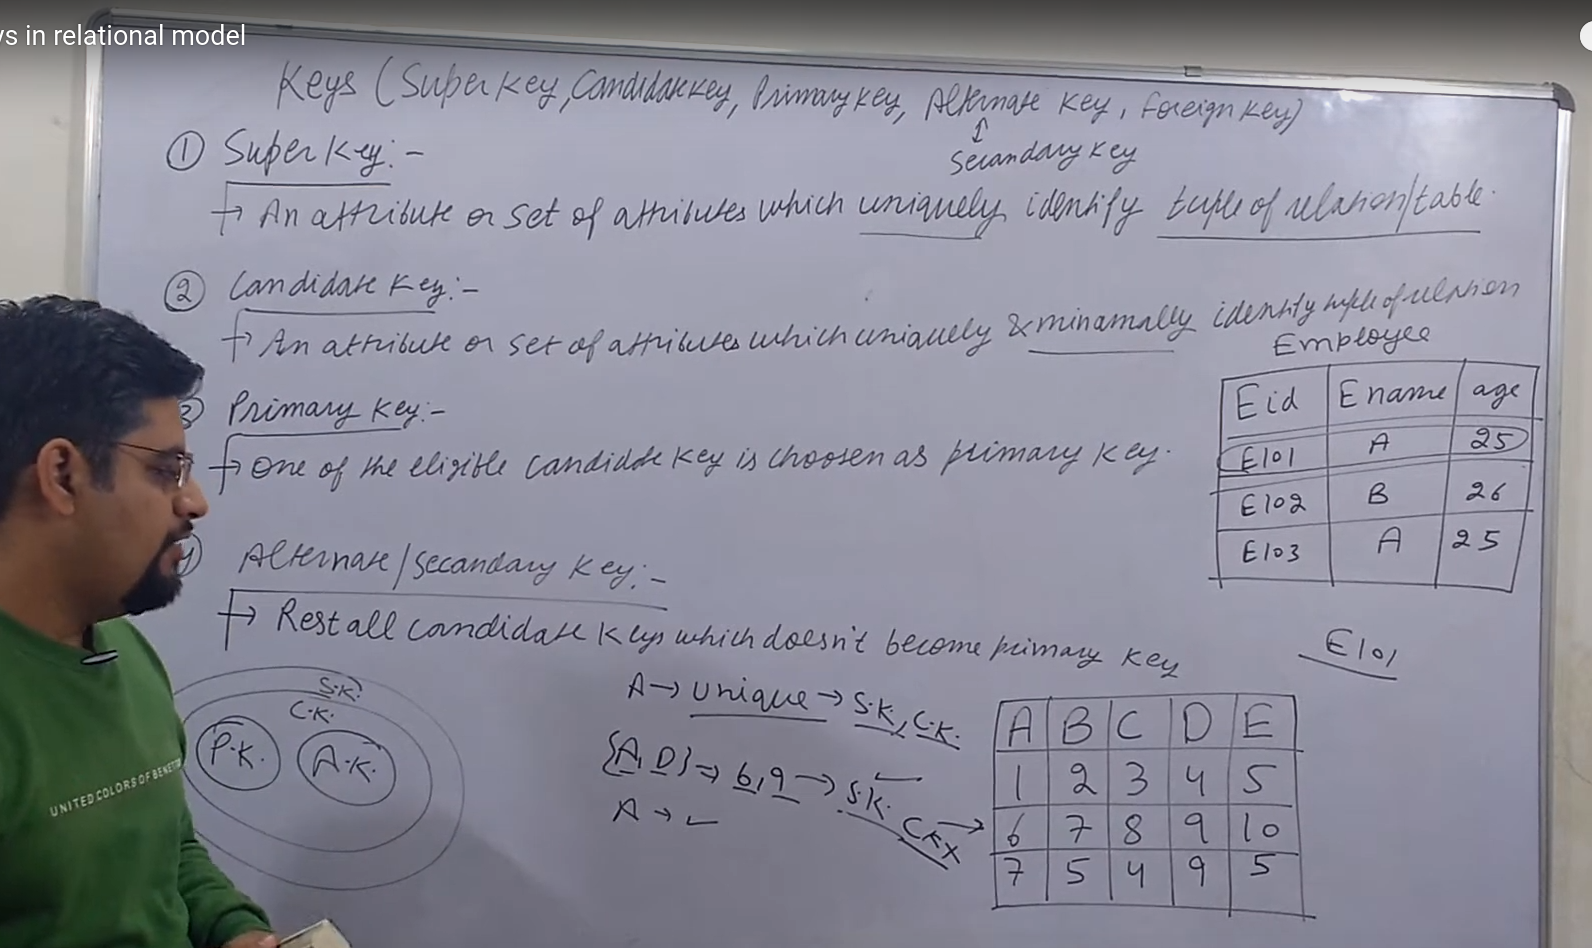 ys in relational model
Keys (Super key, Candidate key, Primary key, Alternate key, Foreign key)
Secandary key
① Super key:-
→ An attribute or set of attributes which uniquely identify tuple of relation/table.
② Candidate key:-
→ An attribute or set of attributes which uniquely & minamally identify tuple of relation
3 Primary key:-
→ One of the eligible candidate key is choosen as primary key.
Employee
Eid Ename age
E101 A 25
E102 B 26
E103 A 25
4) Alternate/secandary key:-
→ Rest all candidate keys which doesn't become primary key
E101
S.K.
C.K.
P.K. A.K.
A → unique → S.K, C.K.
{A, D} → 6,9 → S.K.
CK x →
A →
A B C D E
1 2 3 4 5
6 7 8 9 10
7 5 4 9 5
UNITED COLORS OF BENETTON